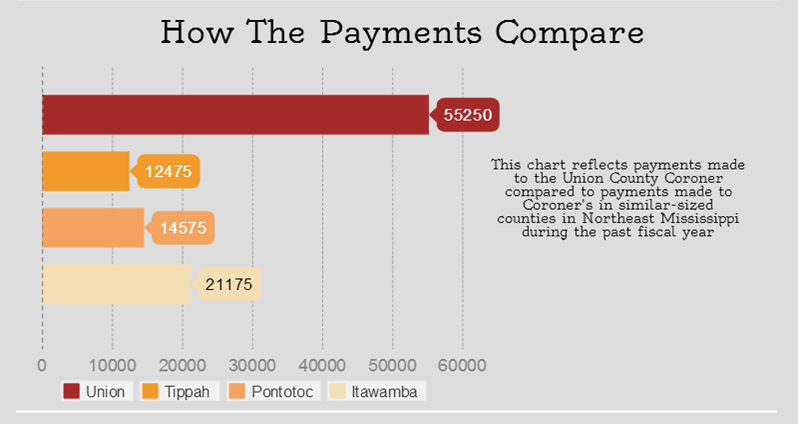 How The Payments Compare
55250
12475
14575
21175
This chart reflects payments made
to the Union County Coroner
compared to payments made to
Coroner's in similar-sized
counties in Northeast Mississippi
during the past fiscal year
0 10000 20000 30000 40000 50000 60000
Union Tippah Pontotoc Itawamba